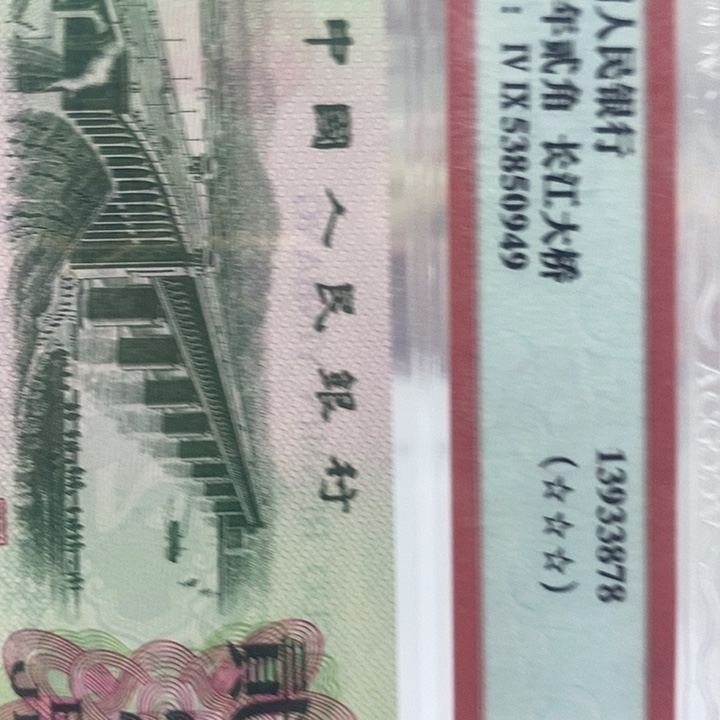 人民银行
年贰角 长江大桥
: IV IX 53850949
13933878
(☆☆☆)
中國人民銀行
貳